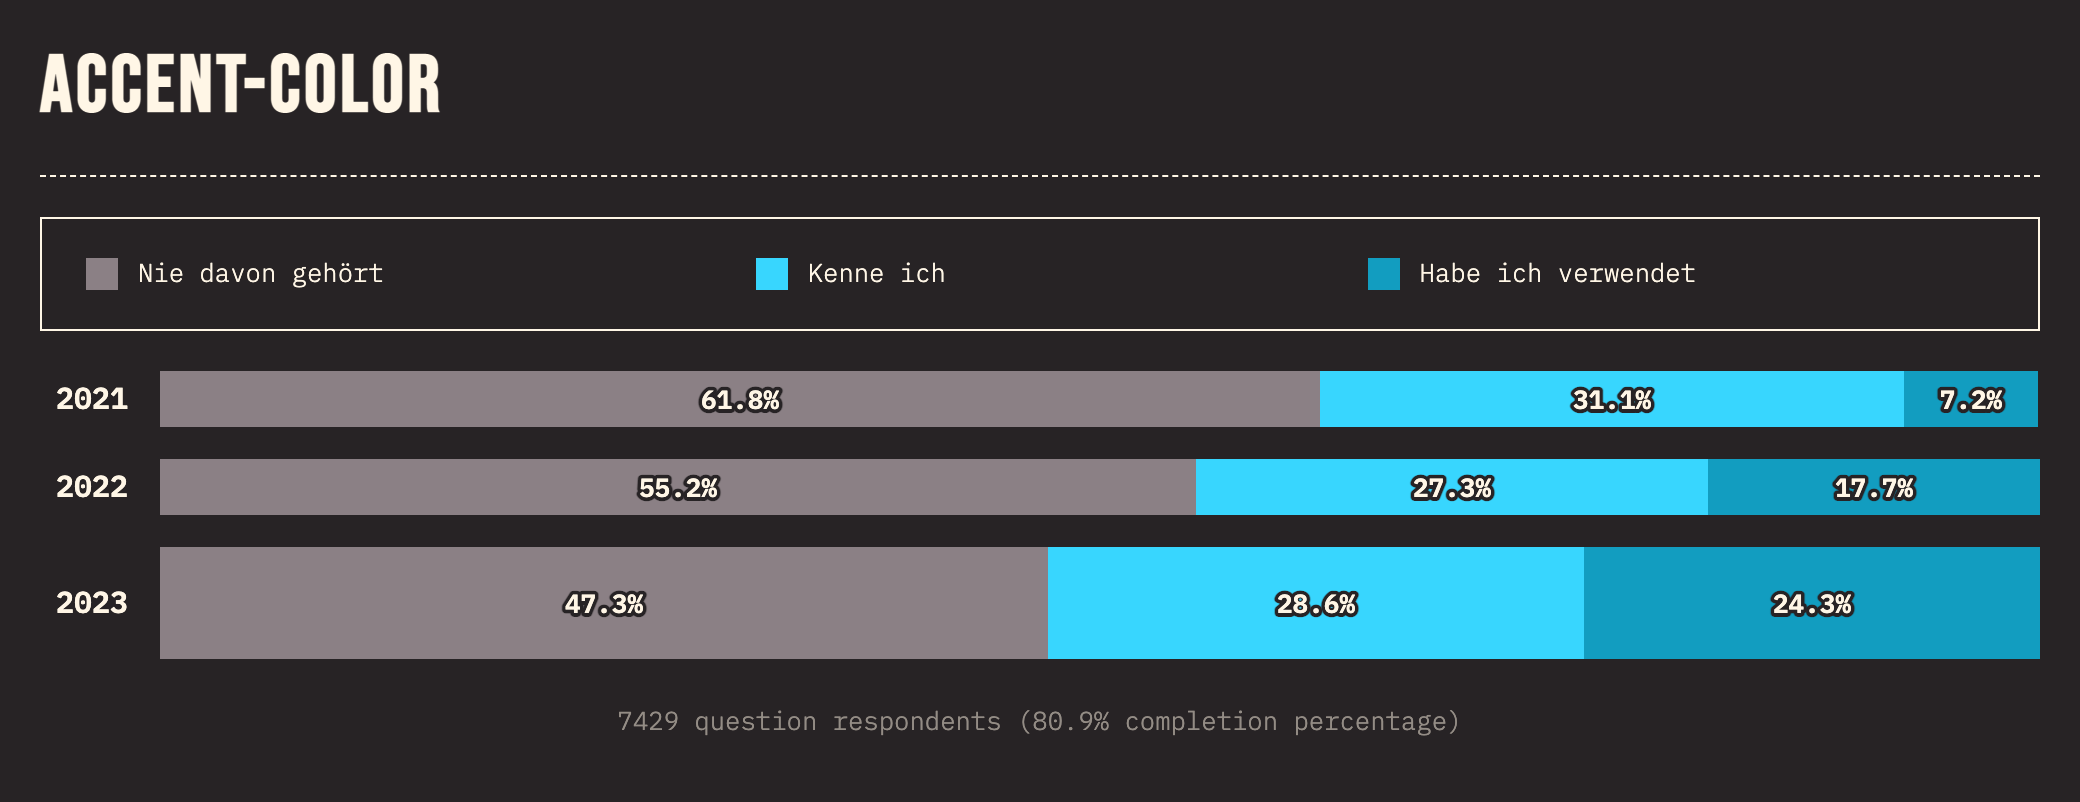 ACCENT-COLOR
Nie davon gehört Kenne ich Habe ich verwendet
2021 61.8% 31.1% 7.2%
2022 55.2% 27.3% 17.7%
2023 47.3% 28.6% 24.3%
7429 question respondents (80.9% completion percentage)